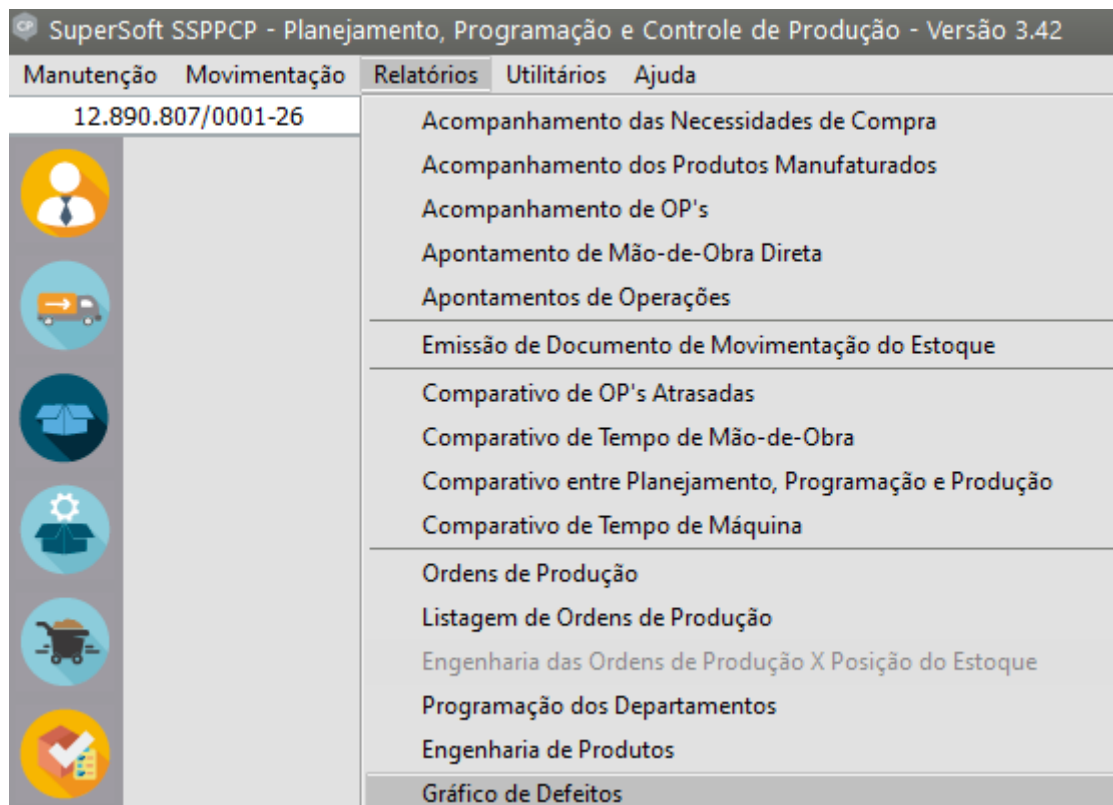 SuperSoft SSPPCP - Planejamento, Programação e Controle de Produção - Versão 3.42
Manutenção Movimentação Relatórios Utilitários Ajuda
12.890.807/0001-26
Acompanhamento das Necessidades de Compra
Acompanhamento dos Produtos Manufaturados
Acompanhamento de OP's
Apontamento de Mão-de-Obra Direta
Apontamentos de Operações
Emissão de Documento de Movimentação do Estoque
Comparativo de OP's Atrasadas
Comparativo de Tempo de Mão-de-Obra
Comparativo entre Planejamento, Programação e Produção
Comparativo de Tempo de Máquina
Ordens de Produção
Listagem de Ordens de Produção
Engenharia das Ordens de Produção X Posição do Estoque
Programação dos Departamentos
Engenharia de Produtos
Gráfico de Defeitos